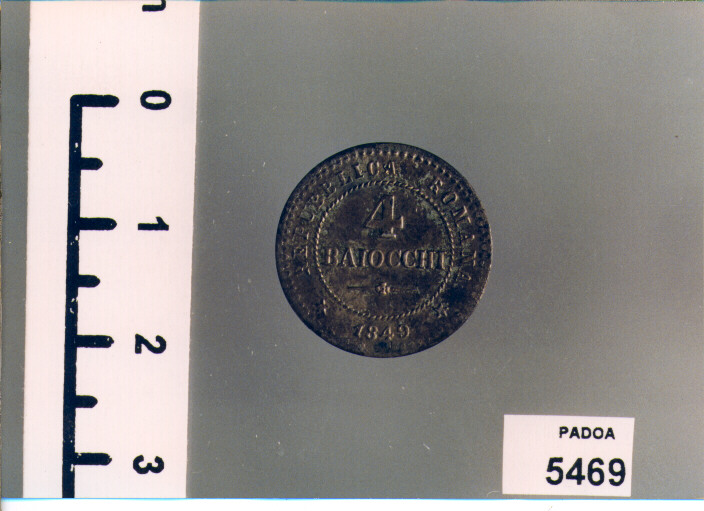 0
1
2
3
REPUBBLICA ROMANA
4
BAIOCCHI
1849
PADOA
5469